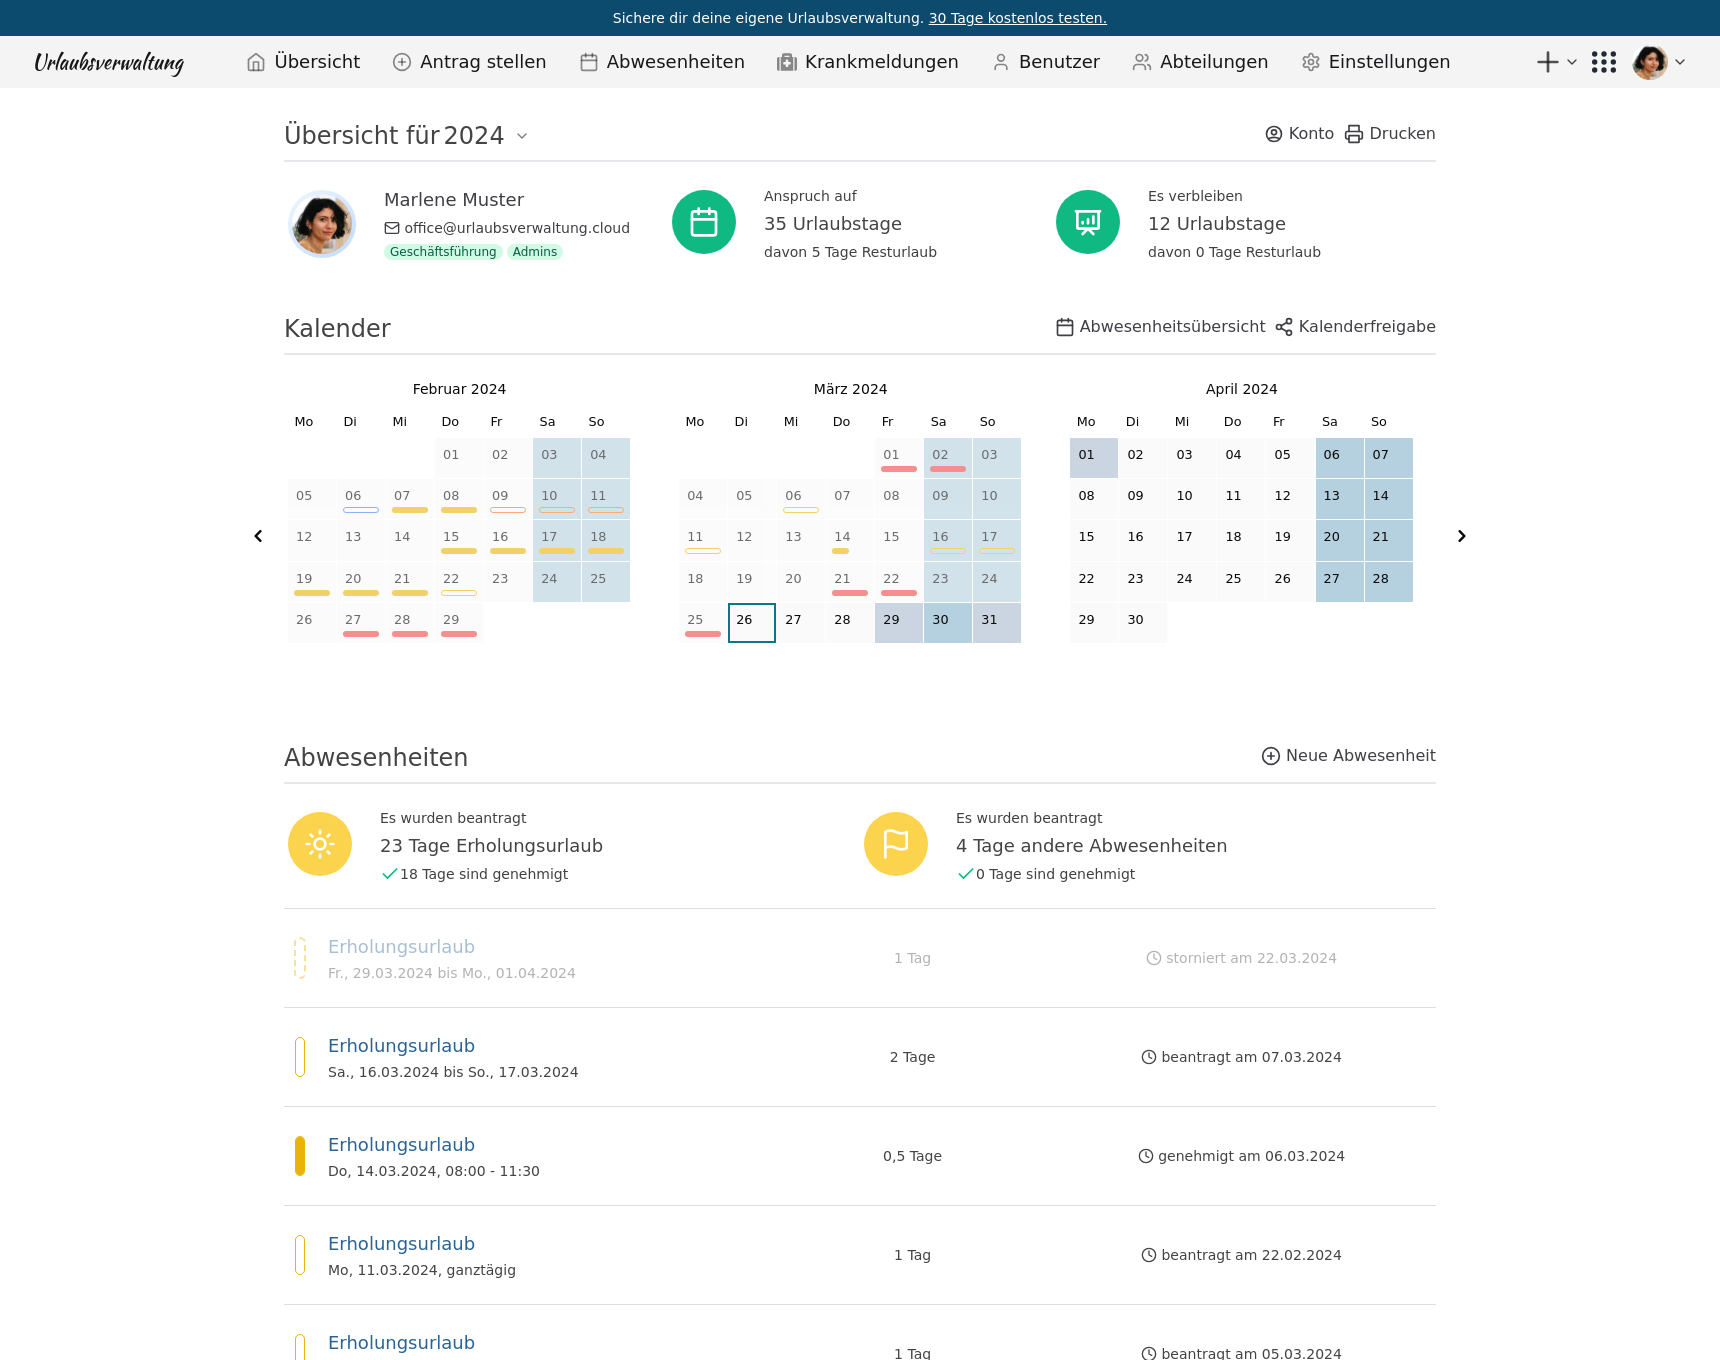 Sichere dir deine eigene Urlaubsverwaltung. 30 Tage kostenlos testen.
Urlaubsverwaltung Übersicht Antrag stellen Abwesenheiten Krankmeldungen Benutzer Abteilungen Einstellungen
Übersicht für 2024 Konto Drucken
Marlene Muster
office@urlaubsverwaltung.cloud
Geschäftsführung Admins
Anspruch auf
35 Urlaubstage
davon 5 Tage Resturlaub
Es verbleiben
12 Urlaubstage
davon 0 Tage Resturlaub
Kalender Abwesenheitsübersicht Kalenderfreigabe
Februar 2024
Mo Di Mi Do Fr Sa So
01 02 03 04
05 06 07 08 09 10 11
12 13 14 15 16 17 18
19 20 21 22 23 24 25
26 27 28 29
März 2024
Mo Di Mi Do Fr Sa So
01 02 03
04 05 06 07 08 09 10
11 12 13 14 15 16 17
18 19 20 21 22 23 24
25 26 27 28 29 30 31
April 2024
Mo Di Mi Do Fr Sa So
01 02 03 04 05 06 07
08 09 10 11 12 13 14
15 16 17 18 19 20 21
22 23 24 25 26 27 28
29 30
Abwesenheiten Neue Abwesenheit
Es wurden beantragt
23 Tage Erholungsurlaub
18 Tage sind genehmigt
Es wurden beantragt
4 Tage andere Abwesenheiten
0 Tage sind genehmigt
Erholungsurlaub
Fr., 29.03.2024 bis Mo., 01.04.2024
1 Tag
storniert am 22.03.2024
Erholungsurlaub
Sa., 16.03.2024 bis So., 17.03.2024
2 Tage
beantragt am 07.03.2024
Erholungsurlaub
Do, 14.03.2024, 08:00 - 11:30
0,5 Tage
genehmigt am 06.03.2024
Erholungsurlaub
Mo, 11.03.2024, ganztägig
1 Tag
beantragt am 22.02.2024
Erholungsurlaub
1 Tag
beantragt am 05.03.2024